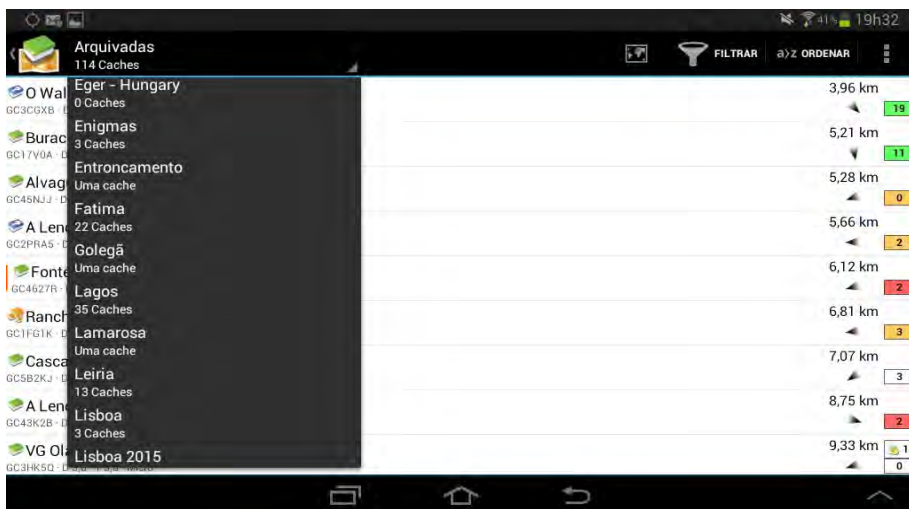 41% 19h32
Arquivadas
114 Caches
FILTRAR
a)z ORDENAR
Eger - Hungary
0 Caches
Enigmas
3 Caches
Entroncamento
Uma cache
Fatima
22 Caches
Golegã
Uma cache
Lagos
35 Caches
Lamarosa
Uma cache
Leiria
13 Caches
Lisboa
3 Caches
Lisboa 2015
O Wal
GC3CGXB
3,96 km
19
Burac
GC17V0A · D
5,21 km
11
Alvag
GC45NJJ · D
5,28 km
0
A Len
GC2PRA5 · D
5,66 km
2
Fonte
GC4627R ·
6,12 km
2
Ranch
GC1FG1K · D
6,81 km
3
Casca
GC5B2KJ · D
7,07 km
3
A Len
GC43K2B · D
8,75 km
2
VG Ola
GC3HK5Q
9,33 km
1
0